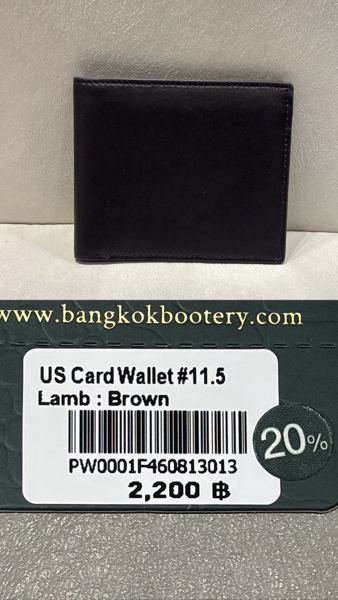 www.bangkokbootery.com
US Card Wallet #11.5
Lamb : Brown
20%
PW0001F460813013
2,200 ฿